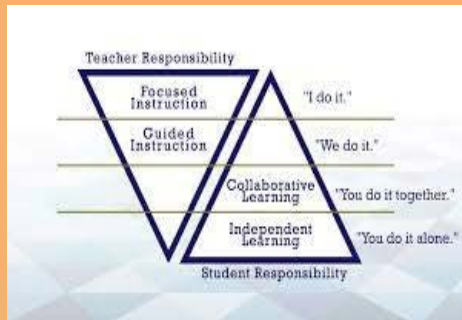 Teacher Responsibility
Focused
Instruction
"I do it."
Guided
Instruction
"We do it."
Collaborative
Learning
"You do it together."
Independent
Learning
"You do it alone."
Student Responsibility